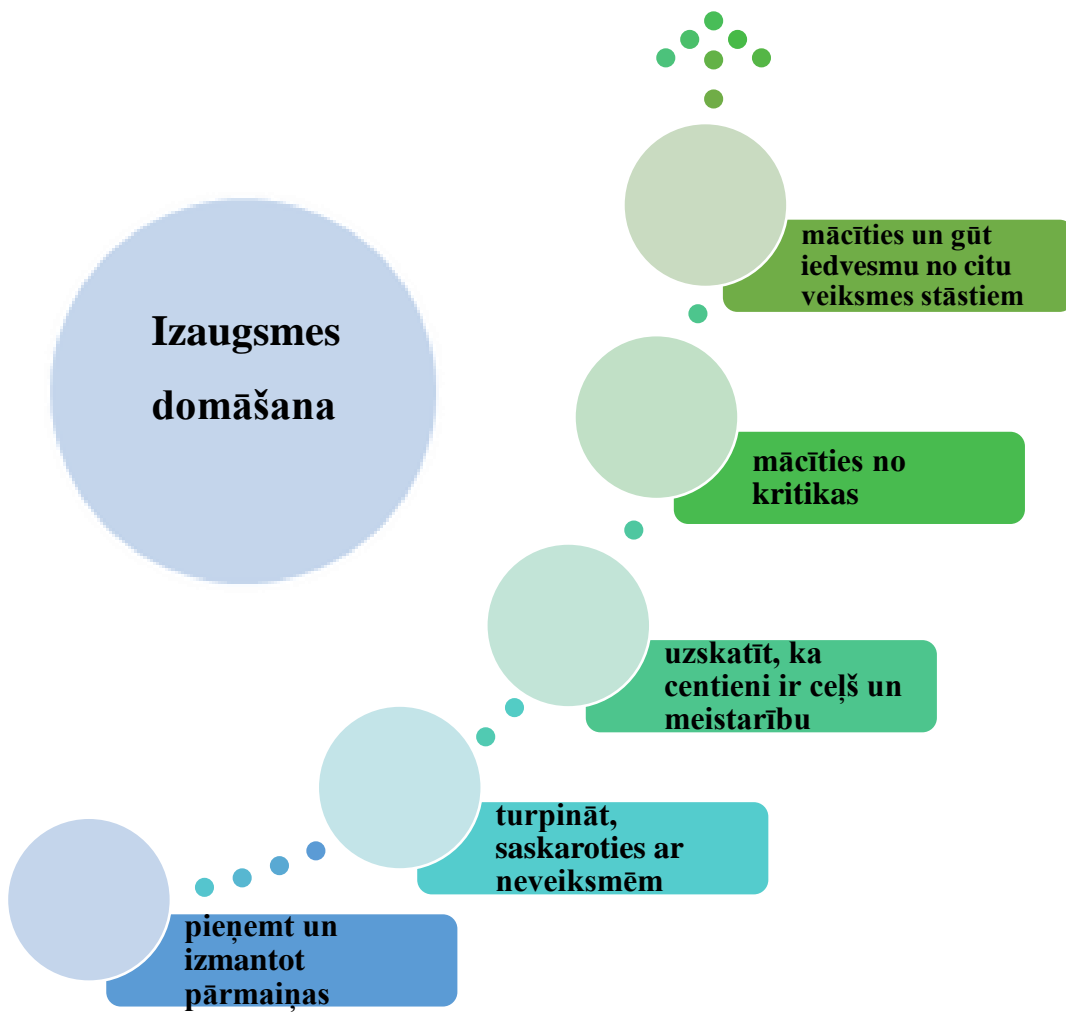 Izaugsmes
domāšana
mācīties un gūt
iedvesmu no citu
veiksmes stāstiem
mācīties no
kritikas
uzskatīt, ka
centieni ir ceļš un
meistarību
turpināt,
saskaroties ar
neveiksmēm
pieņemt un
izmantot
pārmaiņas